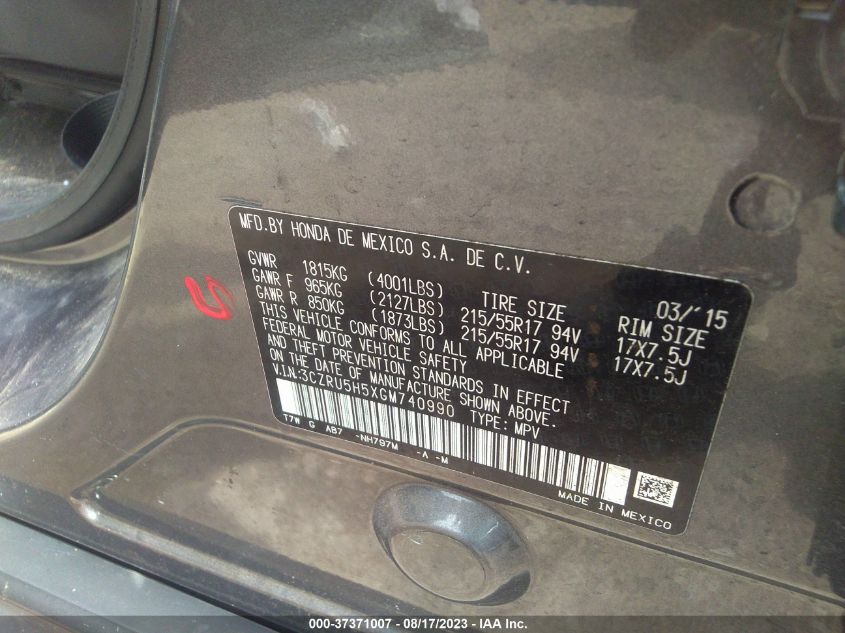 MFD.BY HONDA DE MEXICO S.A. DE C.V.
03/'15
GVWR 1815KG (4001LBS) TIRE SIZE RIM SIZE
GAWR F 965KG (2127LBS) 215/55R17 94V 17X7.5J
GAWR R 850KG (1873LBS) 215/55R17 94V 17X7.5J
THIS VEHICLE CONFORMS TO ALL APPLICABLE
FEDERAL MOTOR VEHICLE SAFETY
AND THEFT PREVENTION STANDARDS IN EFFECT
ON THE DATE OF MANUFACTURE SHOWN ABOVE.
V.I.N:3CZRU5H5XGM740990 TYPE: MPV
T7W G AB7 -NH797M -A -M
MADE IN MEXICO
000-37371007 - 08/17/2023 - IAA Inc.